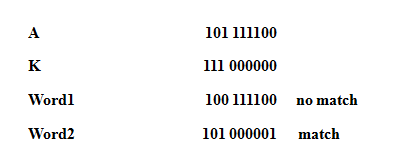 A 101 111100
K 111 000000
Word1 100 111100 no match
Word2 101 000001 match